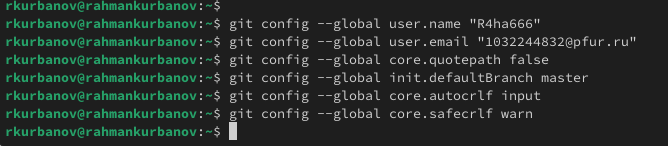 rkurbanov@rahmankurbanov:~$
rkurbanov@rahmankurbanov:~$ git config --global user.name "R4ha666"
rkurbanov@rahmankurbanov:~$ git config --global user.email "1032244832@pfur.ru"
rkurbanov@rahmankurbanov:~$ git config --global core.quotepath false
rkurbanov@rahmankurbanov:~$ git config --global init.defaultBranch master
rkurbanov@rahmankurbanov:~$ git config --global core.autocrlf input
rkurbanov@rahmankurbanov:~$ git config --global core.safecrlf warn
rkurbanov@rahmankurbanov:~$